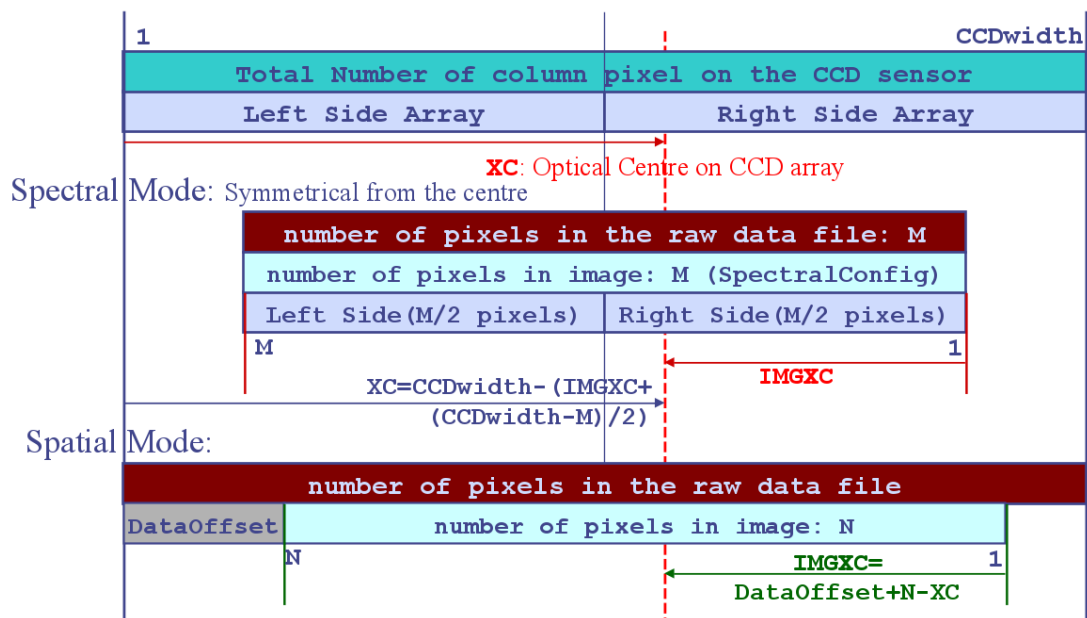 1 CCDwidth
Total Number of column pixel on the CCD sensor
Left Side Array Right Side Array
XC: Optical Centre on CCD array
Spectral Mode: Symmetrical from the centre
number of pixels in the raw data file: M
number of pixels in image: M (SpectralConfig)
Left Side(M/2 pixels) Right Side(M/2 pixels)
M 1
IMGXC
XC=CCDwidth-(IMGXC+
(CCDwidth-M)/2)
Spatial Mode:
number of pixels in the raw data file
DataOffset number of pixels in image: N
N 1
IMGXC=
DataOffset+N-XC